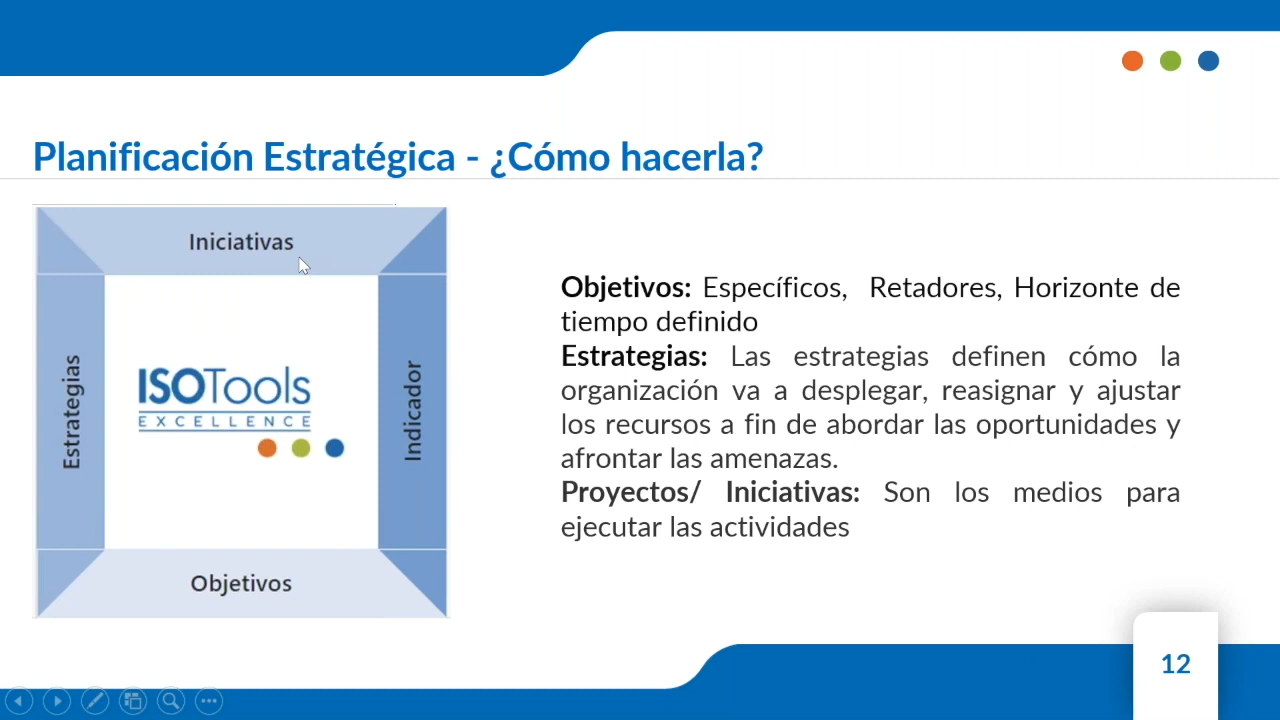 Planificación Estratégica - ¿Cómo hacerla?
Iniciativas
Estrategias
ISOTools
EXCELLENCE
Indicador
Objetivos
Objetivos: Específicos, Retadores, Horizonte de
tiempo definido
Estrategias: Las estrategias definen cómo la
organización va a desplegar, reasignar y ajustar
los recursos a fin de abordar las oportunidades y
afrontar las amenazas.
Proyectos/ Iniciativas: Son los medios para
ejecutar las actividades
12